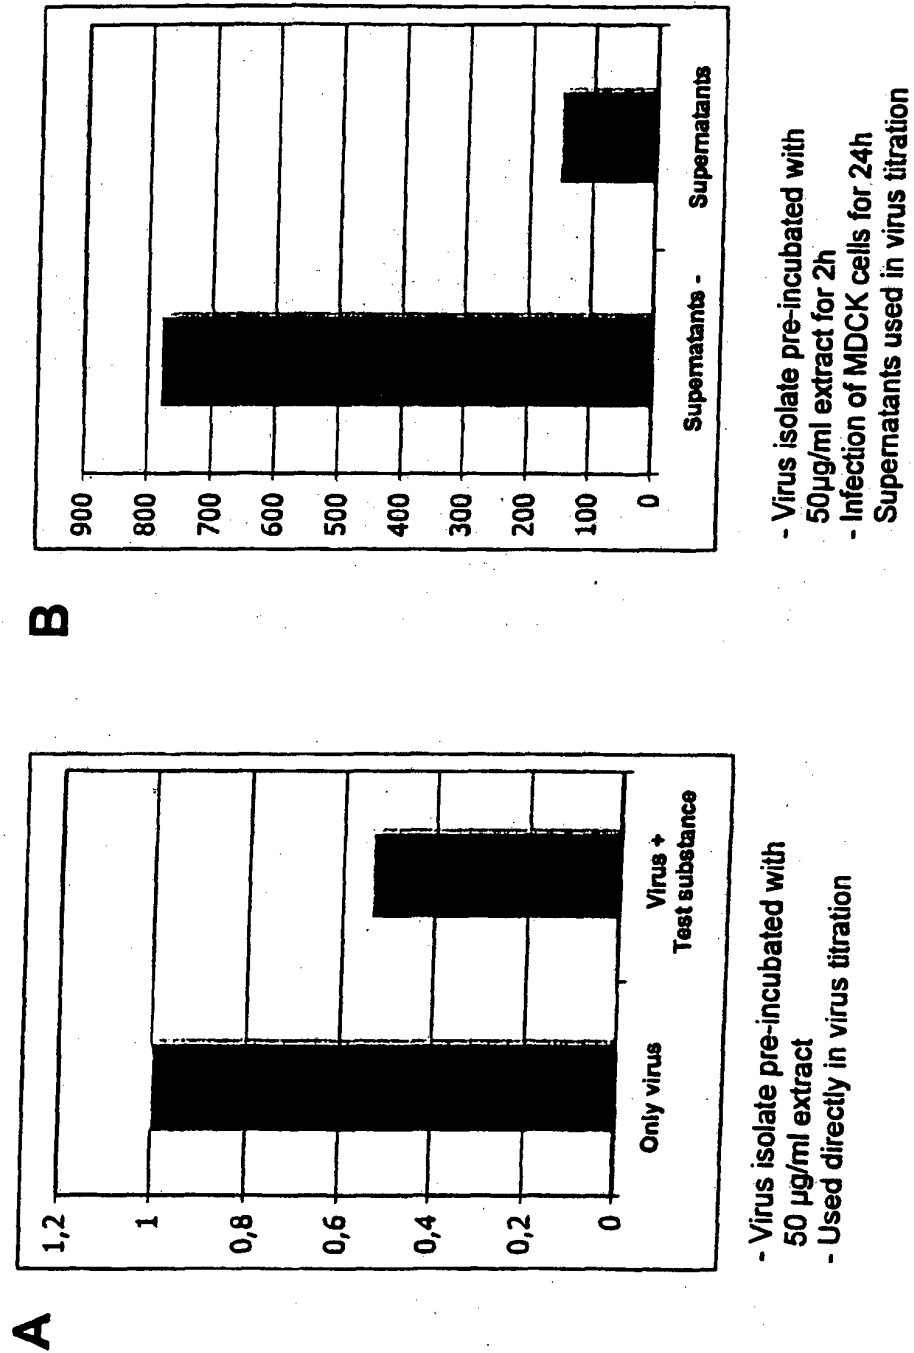 A
1,2
1
0,8
0,6
0,4
0,2
0
Only virus
Virus +
Test substance
- Virus isolate pre-incubated with
50 µg/ml extract
- Used directly in virus titration
B
900
800
700
600
500
400
300
200
100
0
Supernatants -
Supernatants
- Virus isolate pre-incubated with
50µg/ml extract for 2h
- Infection of MDCK cells for 24h
Supernatants used in virus titration